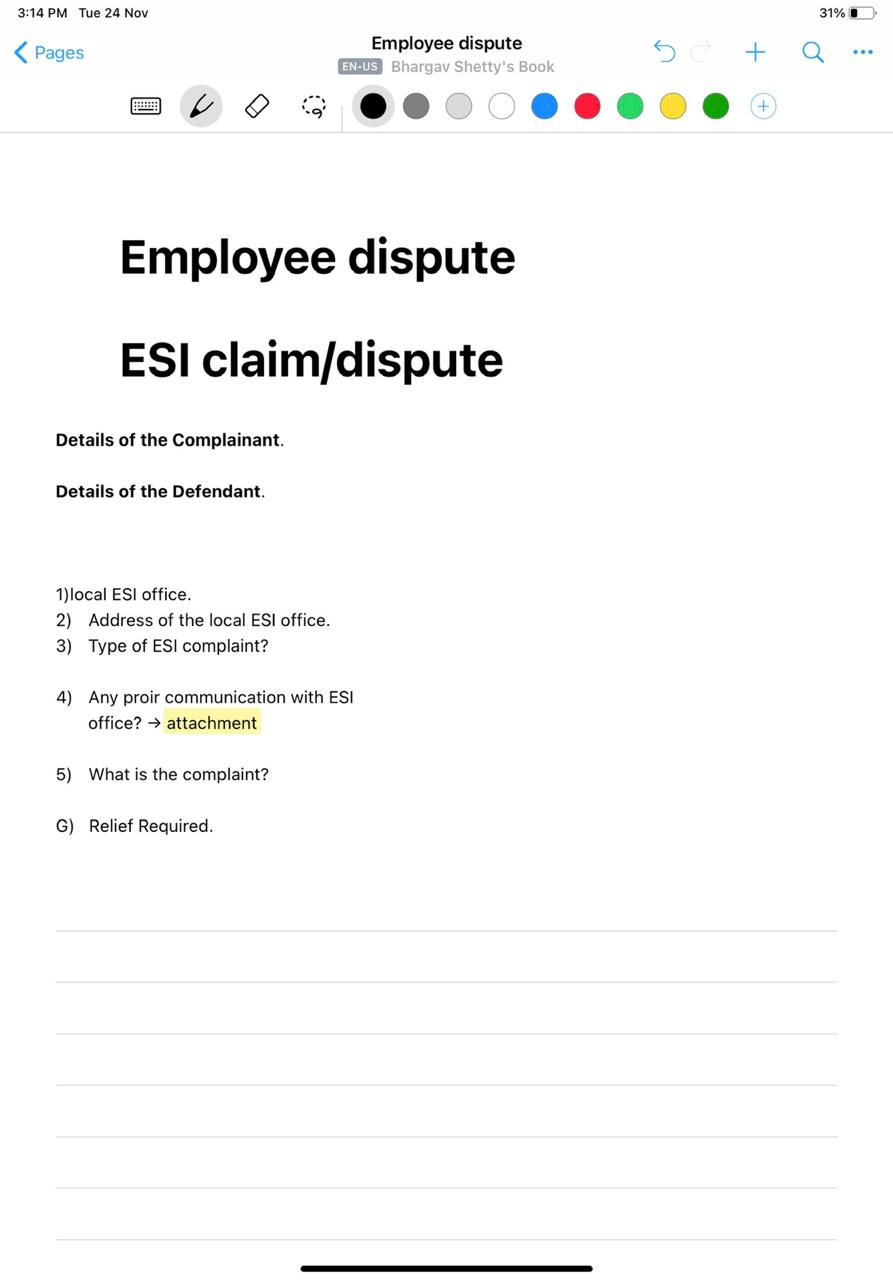 3:14 PM Tue 24 Nov 31%
Pages
Employee dispute
EN-US Bhargav Shetty's Book
Employee dispute
ESI claim/dispute
Details of the Complainant.
Details of the Defendant.
1)local ESI office.
2) Address of the local ESI office.
3) Type of ESI complaint?
4) Any proir communication with ESI
office? → attachment
5) What is the complaint?
G) Relief Required.